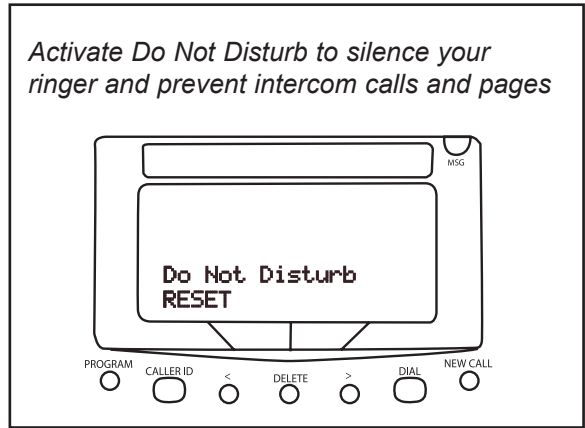 Activate Do Not Disturb to silence your
ringer and prevent intercom calls and pages
MSG
Do Not Disturb
RESET
PROGRAM CALLER ID < DELETE > DIAL NEW CALL